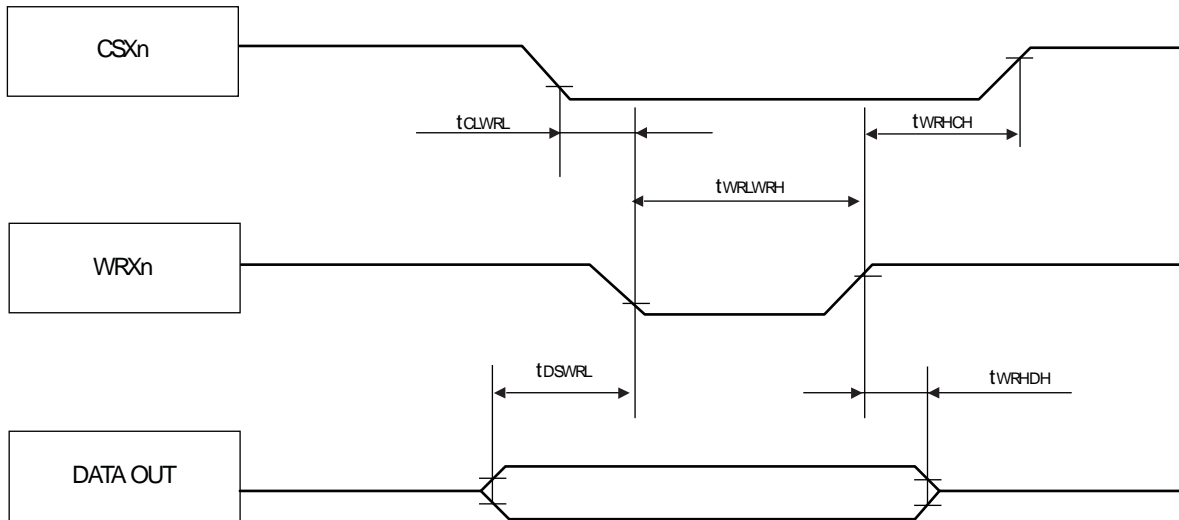 CSXn
tCLWRL
tWRHCH
tWRLWRH
WRXn
tDSWRL
tWRHDH
DATA OUT